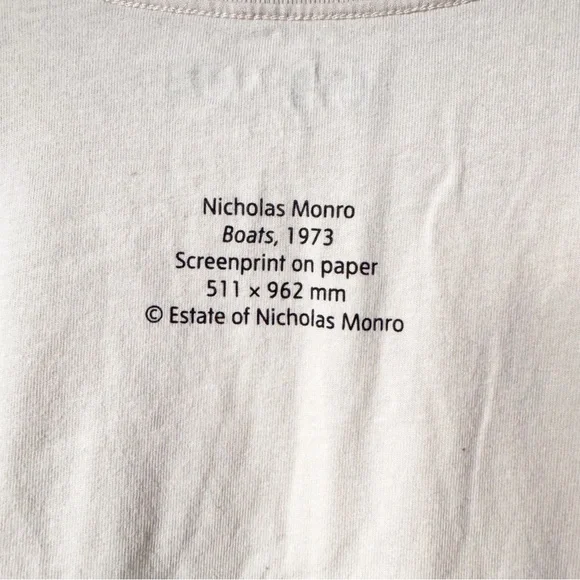 Nicholas Monro
Boats, 1973
Screenprint on paper
511 × 962 mm
© Estate of Nicholas Monro